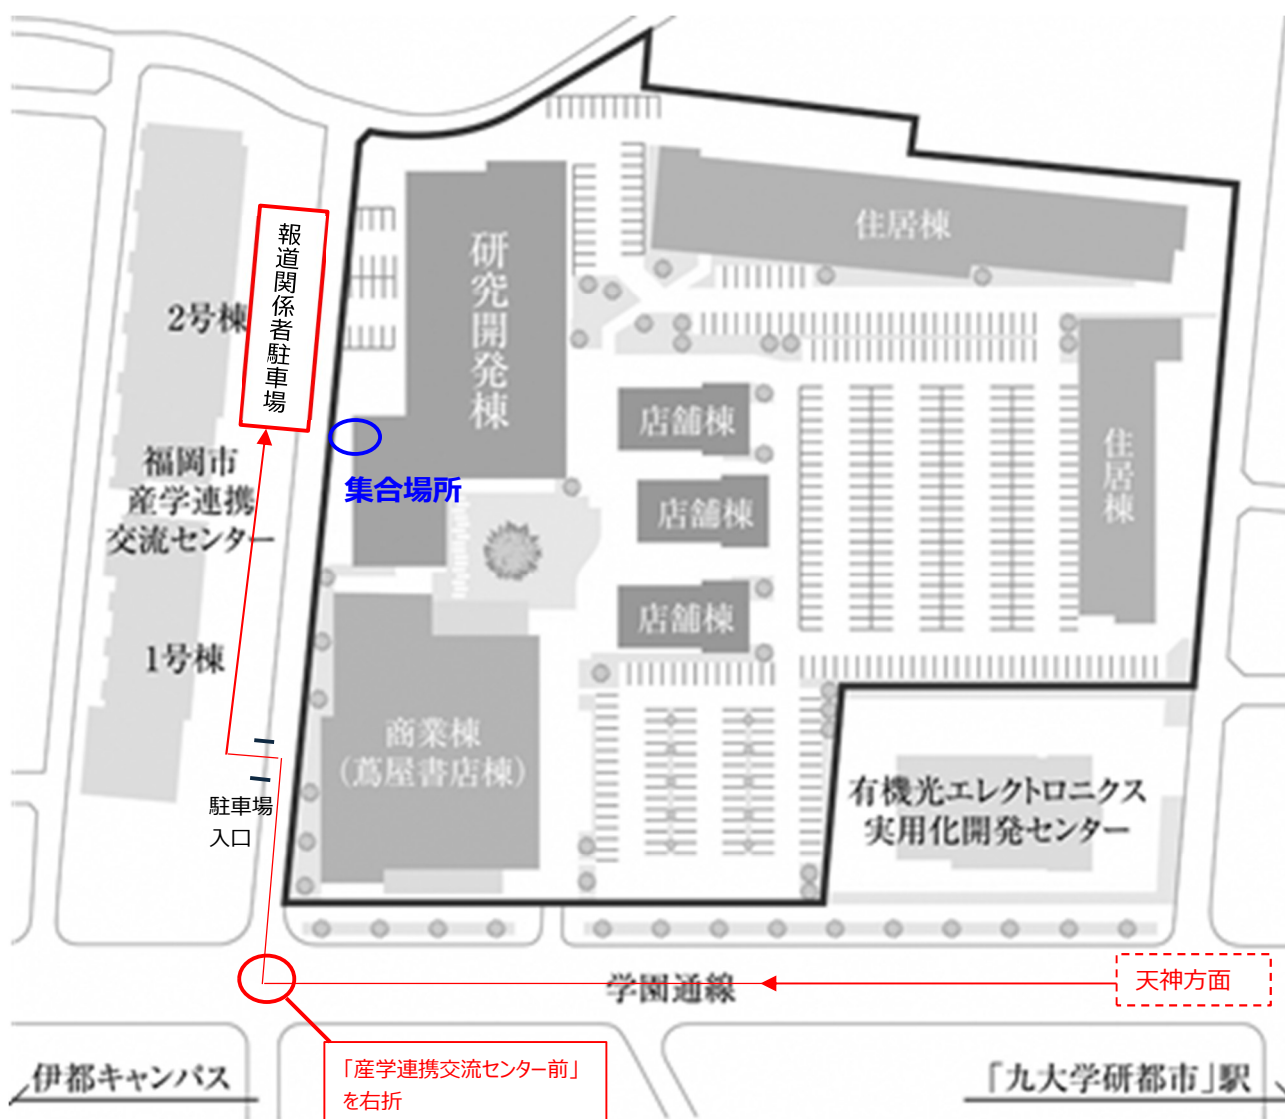 報道関係者駐車場
2号棟
福岡市
産学連携
交流センター
1号棟
駐車場
入口
研究開発棟
集合場所
住居棟
店舗棟
店舗棟
店舗棟
住居棟
商業棟
(蔦屋書店棟)
有機光エレクトロニクス
実用化開発センター
学園通線
天神方面
「産学連携交流センター前」
を右折
伊都キャンパス
「九大学研都市」駅